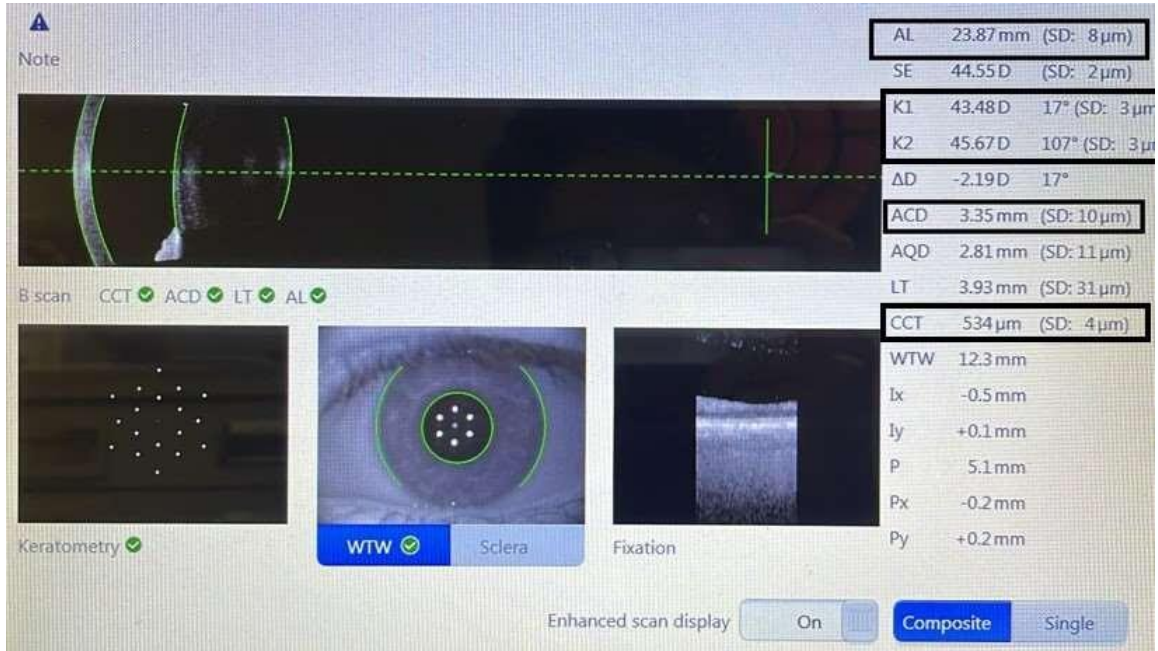 Note
B scan CCT ACD LT AL
Keratometry
WTW Sclera
Fixation
AL 23.87 mm (SD: 8 µm)
SE 44.55 D (SD: 2 µm)
K1 43.48 D 17° (SD: 3 µm
K2 45.67 D 107° (SD: 3 µm
ΔD -2.19 D 17°
ACD 3.35 mm (SD: 10 µm)
AQD 2.81 mm (SD: 11 µm)
LT 3.93 mm (SD: 31 µm)
CCT 534 µm (SD: 4 µm)
WTW 12.3 mm
Ix -0.5 mm
Iy +0.1 mm
P 5.1 mm
Px -0.2 mm
Py +0.2 mm
Enhanced scan display On Composite Single